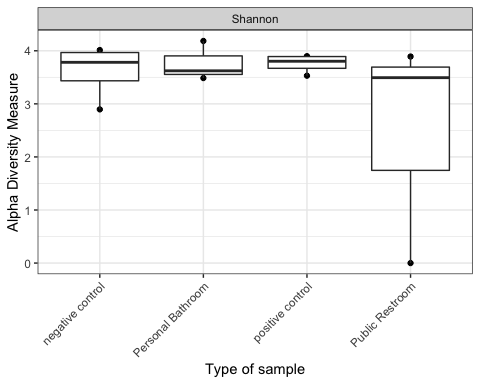 Shannon
Alpha Diversity Measure
4
3
2
1
0
negative control
Personal Bathroom
positive control
Public Restroom
Type of sample